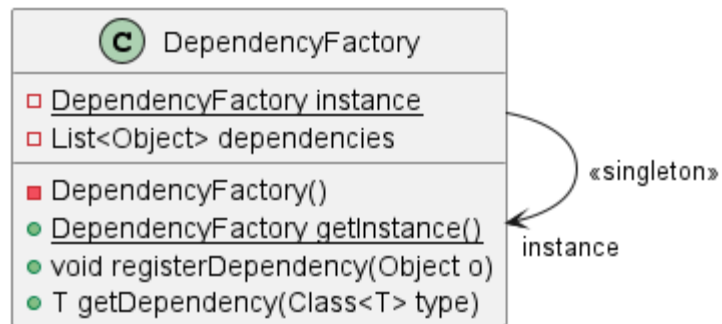 C DependencyFactory
DependencyFactory instance
List<Object> dependencies
DependencyFactory()
DependencyFactory getInstance()
void registerDependency(Object o)
T getDependency(Class<T> type)
«singleton»
instance